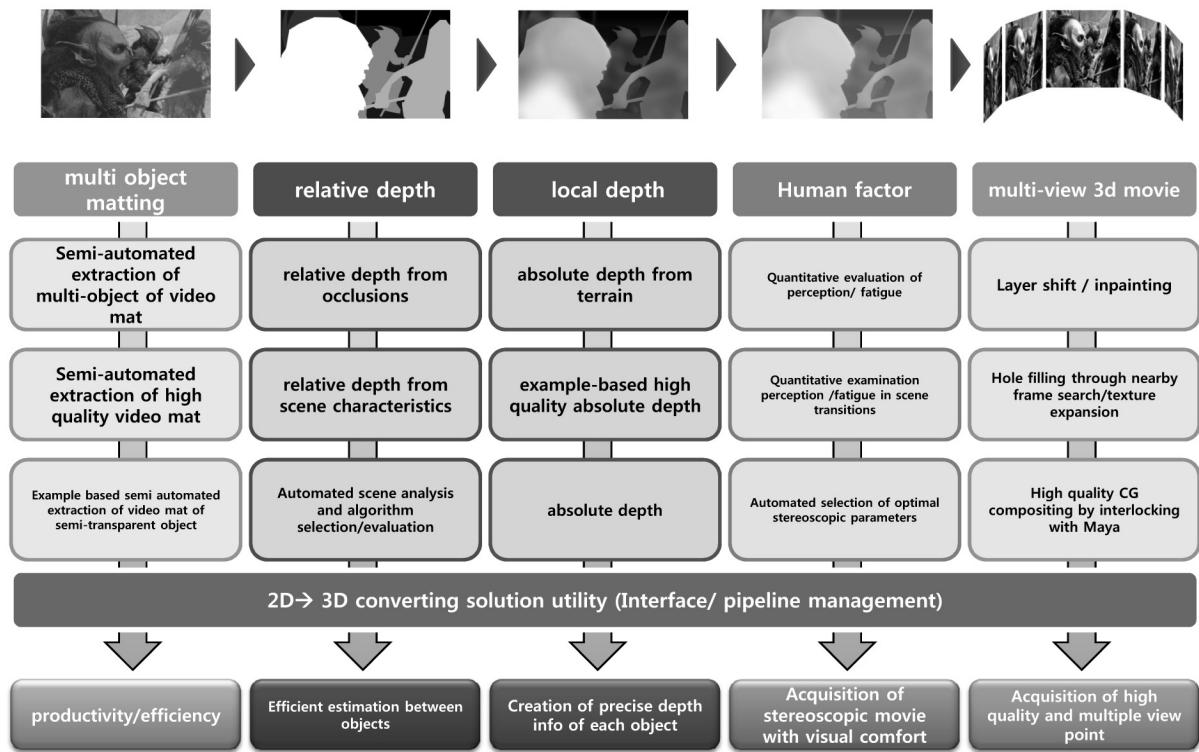 multi object
matting
relative depth
local depth
Human factor
multi-view 3d movie
Semi-automated
extraction of
multi-object of video
mat
relative depth from
occlusions
absolute depth from
terrain
Quantitative evaluation of
perception/ fatigue
Layer shift / inpainting
Semi-automated
extraction of high
quality video mat
relative depth from
scene characteristics
example-based high
quality absolute depth
Quantitative examination
perception /fatigue in scene
transitions
Hole filling through nearby
frame search/texture
expansion
Example based semi automated
extraction of video mat of
semi-transparent object
Automated scene analysis
and algorithm
selection/evaluation
absolute depth
Automated selection of optimal
stereoscopic parameters
High quality CG
compositing by interlocking
with Maya
2D→ 3D converting solution utility (Interface/ pipeline management)
productivity/efficiency
Efficient estimation between
objects
Creation of precise depth
info of each object
Acquisition of
stereoscopic movie
with visual comfort
Acquisition of high
quality and multiple view
point